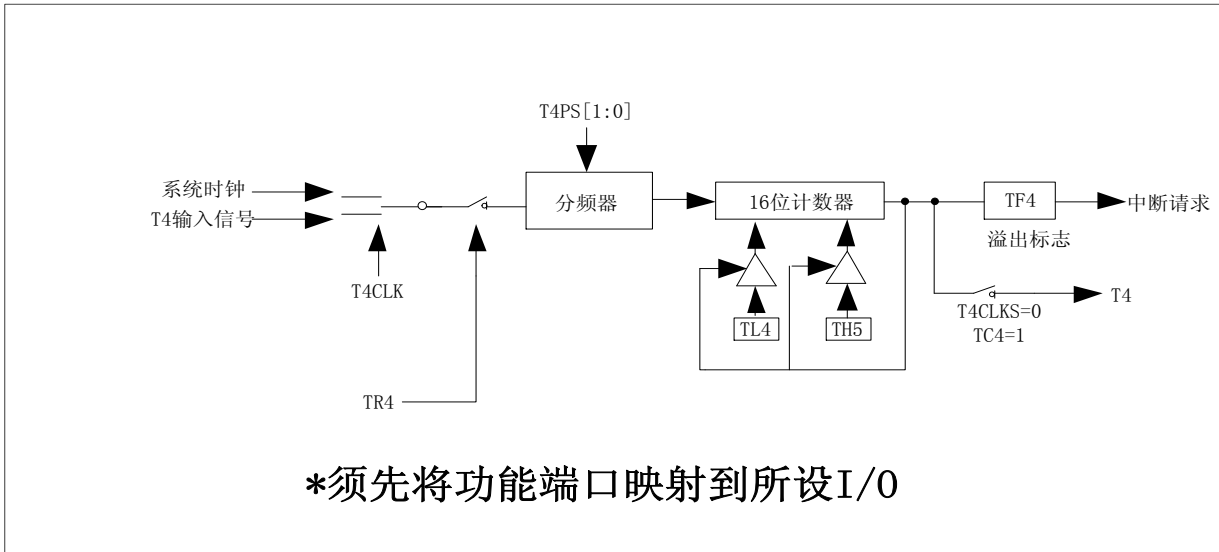 T4PS[1:0]
系统时钟
T4输入信号
分频器
16位计数器
TF4
中断请求
溢出标志
T4CLK
TL4
TH5
T4
T4CLKS=0
TC4=1
TR4
*须先将功能端口映射到所设I/O